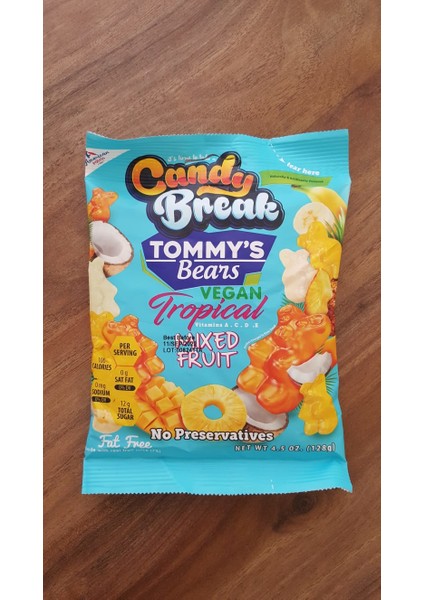 Candy
Break
TOMMY'S
Bears
VEGAN
Tropical
Vitamins A . C . D . E
MIXED
FRUIT
PER
SERVING
CALORIES
0g
SAT FAT
0mg
SODIUM
12g
TOTAL
SUGAR
Fat Free
No Preservatives
NET WT 4.5 OZ. (128g)